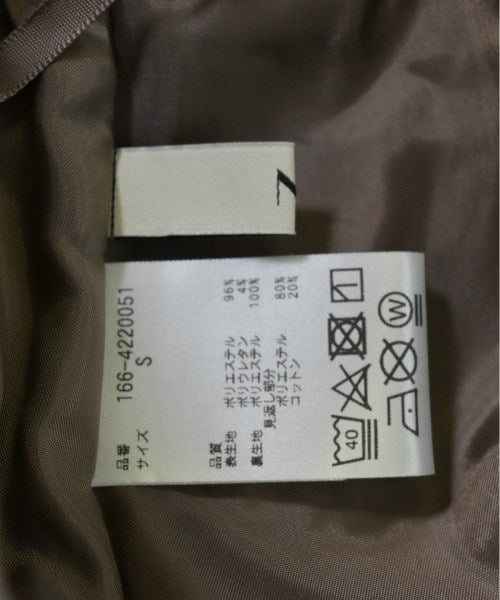 品番 166-4220051
サイズ S
品質
表生地 ポリエステル 96%
ポリウレタン 4%
裏生地 ポリエステル 100%
見返し部分
ポリエステル 80%
コットン 20%
40
W